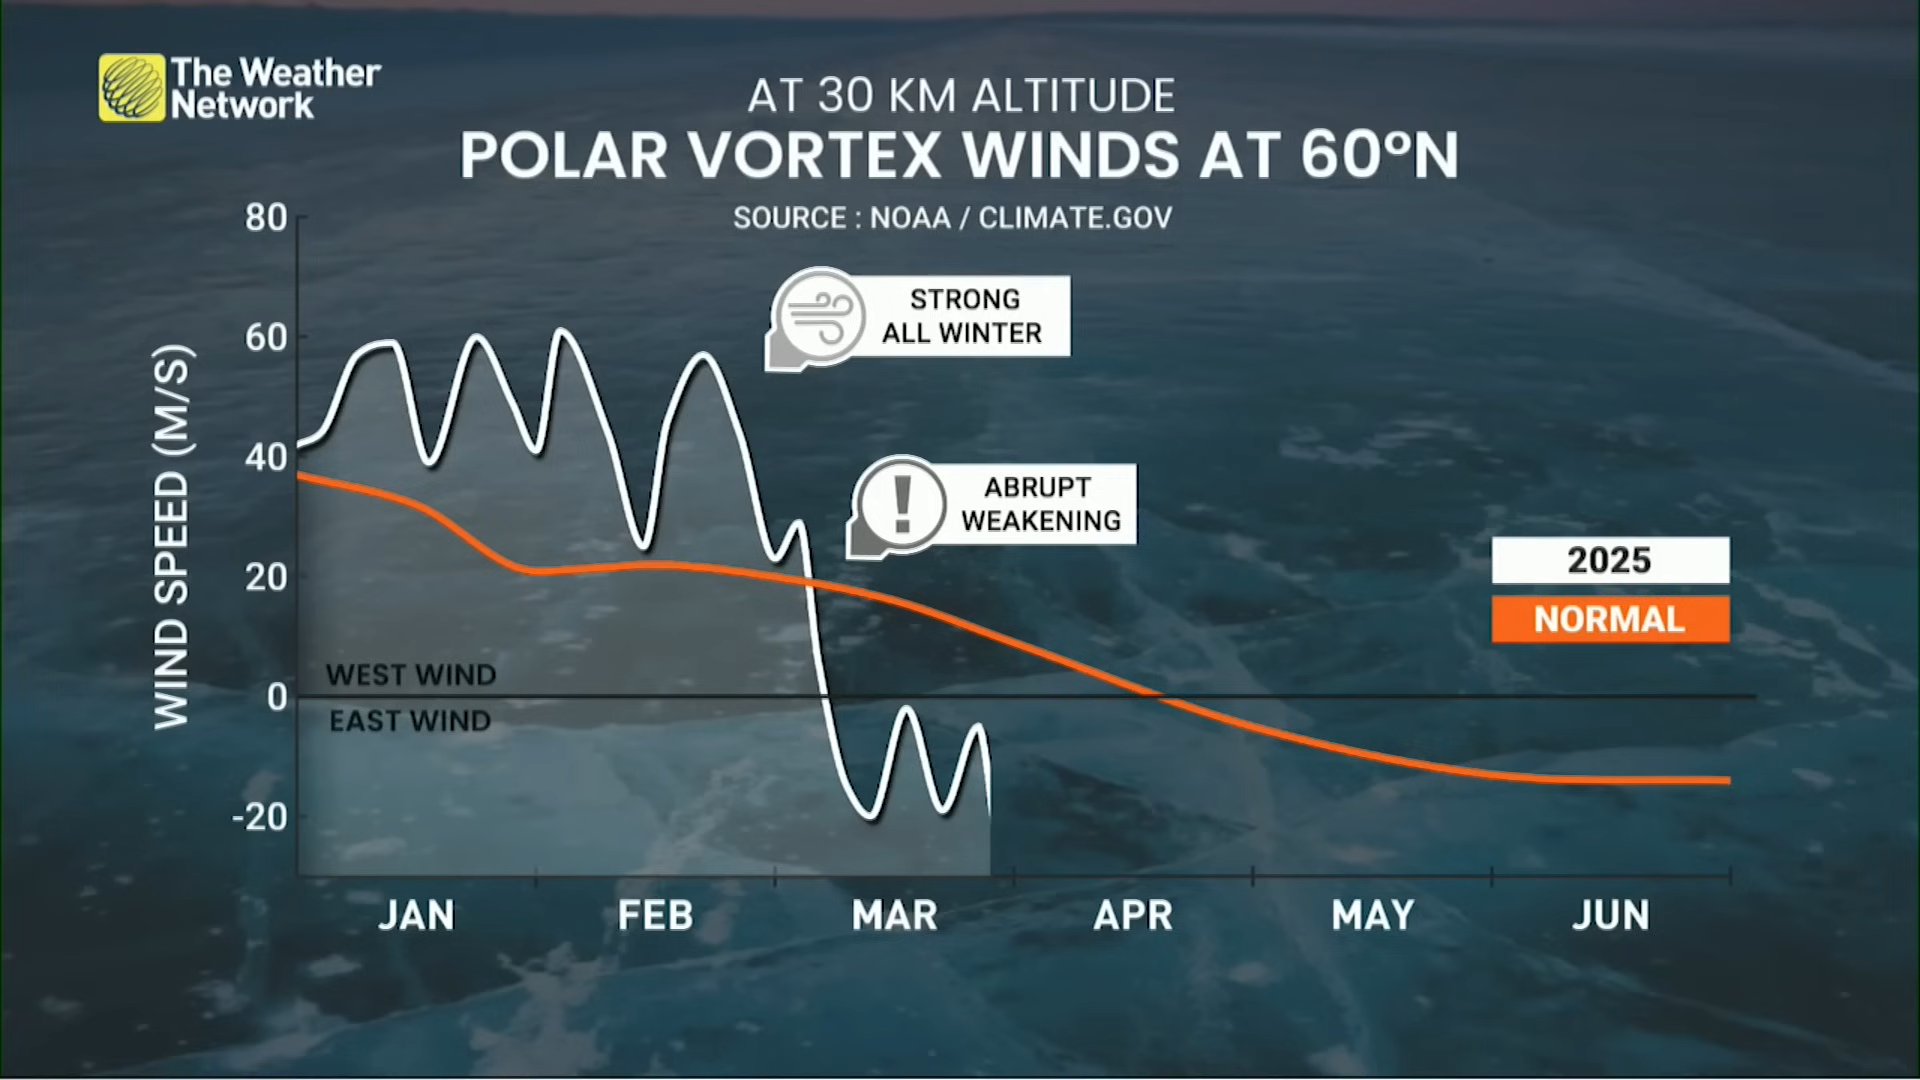 The Weather
Network
AT 30 KM ALTITUDE
POLAR VORTEX WINDS AT 60°N
SOURCE : NOAA / CLIMATE.GOV
WIND SPEED (M/S)
80
60
40
20
0
-20
STRONG
ALL WINTER
ABRUPT
WEAKENING
2025
NORMAL
WEST WIND
EAST WIND
JAN FEB MAR APR MAY JUN